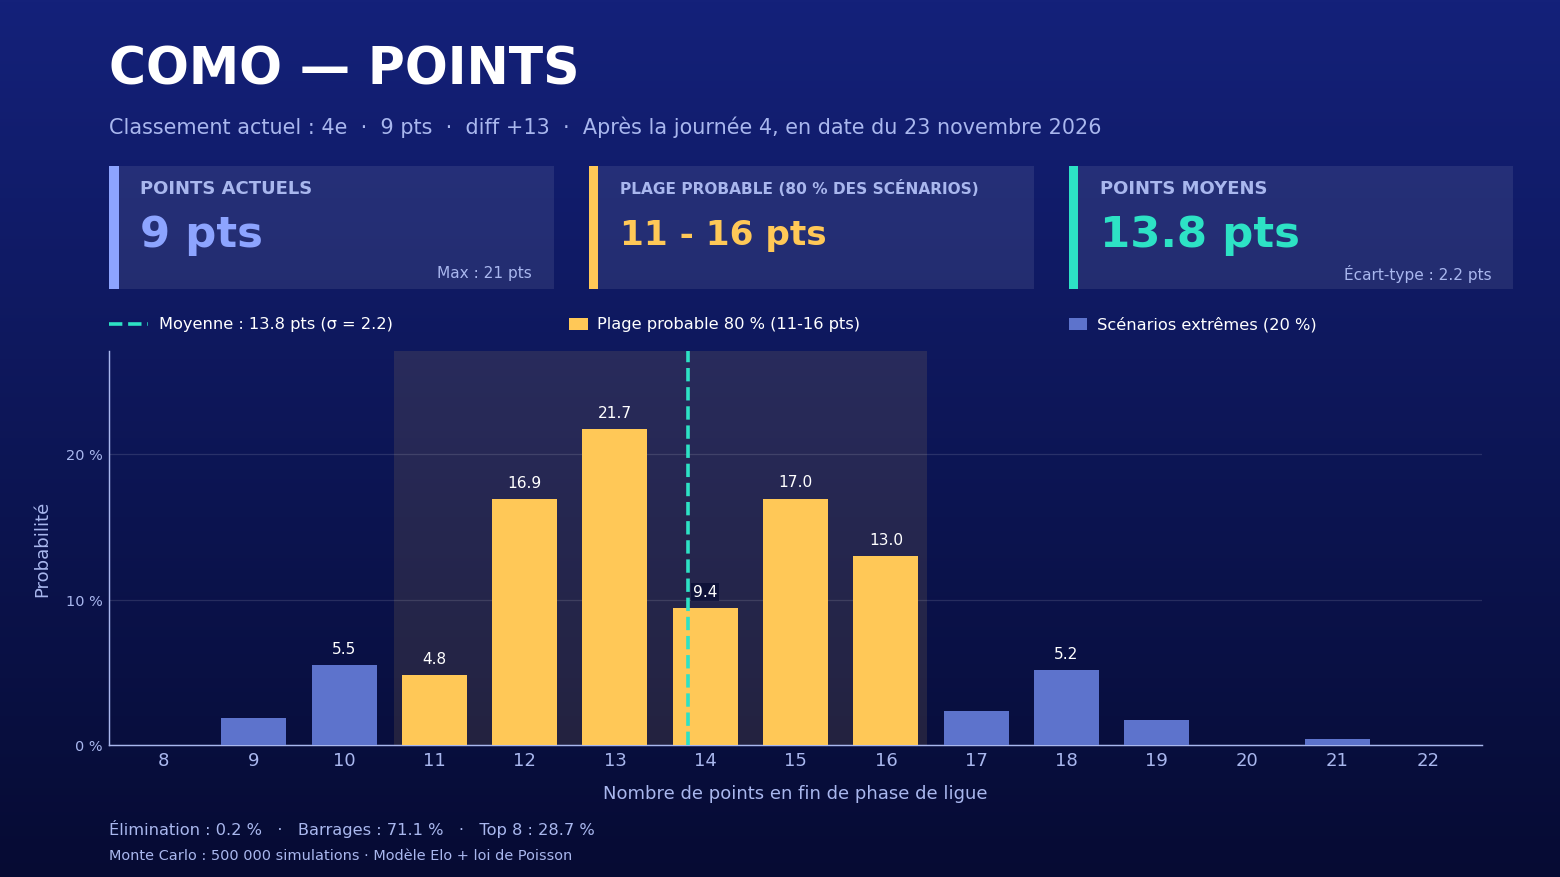 COMO — POINTS
Classement actuel : 4e · 9 pts · diff +13 · Après la journée 4, en date du 23 novembre 2026
POINTS ACTUELS
9 pts
Max : 21 pts
PLAGE PROBABLE (80 % DES SCÉNARIOS)
11 - 16 pts
POINTS MOYENS
13.8 pts
Écart-type : 2.2 pts
Moyenne : 13.8 pts (σ = 2.2)
Plage probable 80 % (11-16 pts)
Scénarios extrêmes (20 %)
Probabilité
20 %
10 %
0 %
5.5
4.8
16.9
21.7
9.4
17.0
13.0
5.2
8 9 10 11 12 13 14 15 16 17 18 19 20 21 22
Nombre de points en fin de phase de ligue
Élimination : 0.2 % · Barrages : 71.1 % · Top 8 : 28.7 %
Monte Carlo : 500 000 simulations · Modèle Elo + loi de Poisson